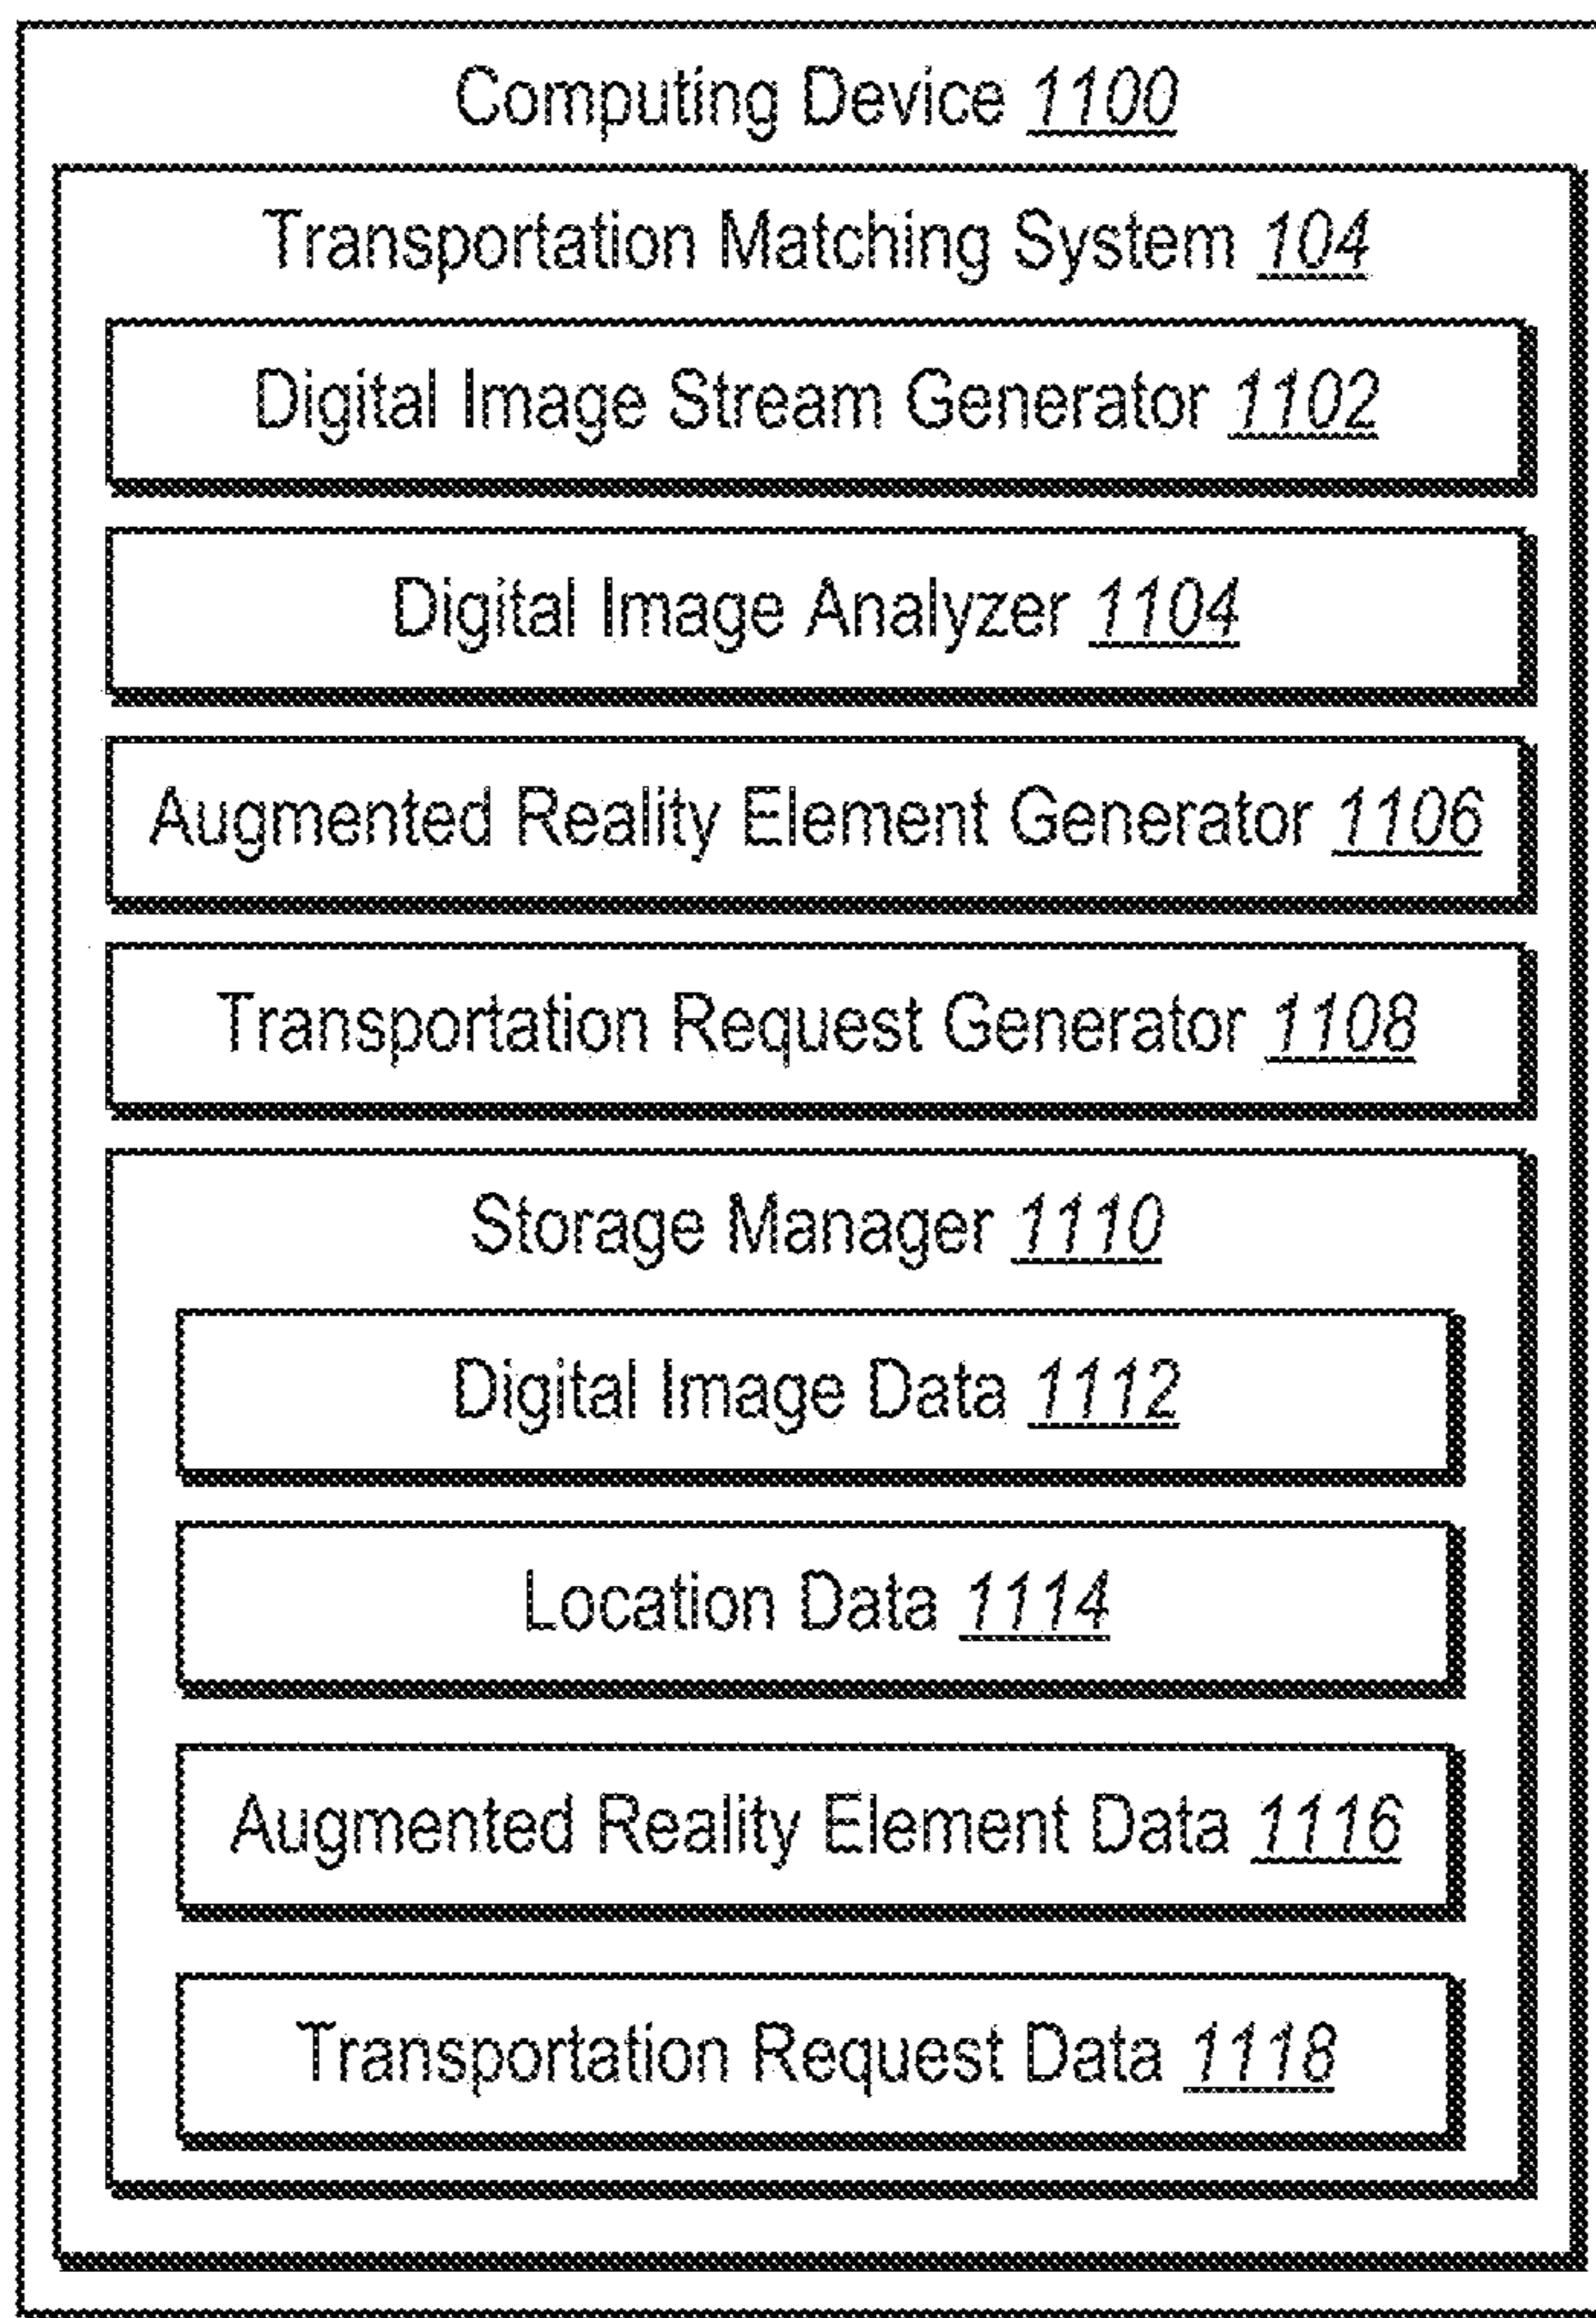 Computing Device 1100
Transportation Matching System 104
Digital Image Stream Generator 1102
Digital Image Analyzer 1104
Augmented Reality Element Generator 1106
Transportation Request Generator 1108
Storage Manager 1110
Digital Image Data 1112
Location Data 1114
Augmented Reality Element Data 1116
Transportation Request Data 1118